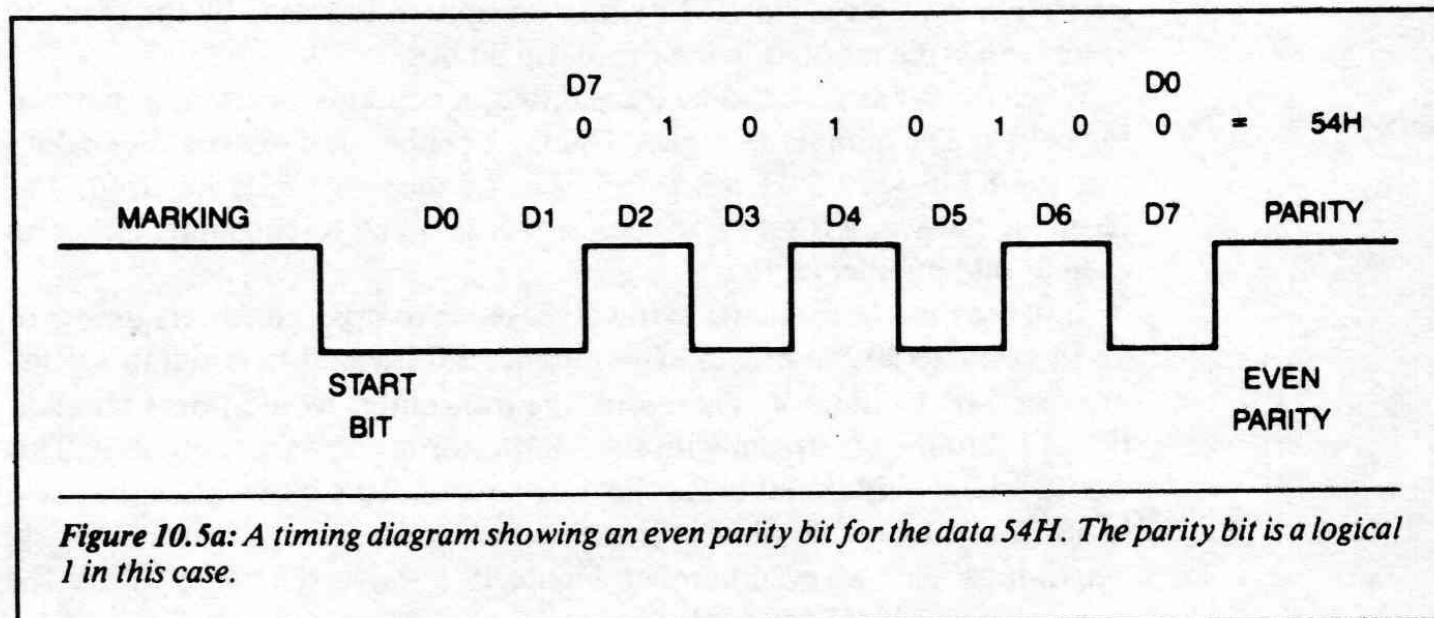 D7 D0
0 1 0 1 0 1 0 0 = 54H
MARKING D0 D1 D2 D3 D4 D5 D6 D7 PARITY
START EVEN
BIT PARITY
Figure 10.5a: A timing diagram showing an even parity bit for the data 54H. The parity bit is a logical
1 in this case.